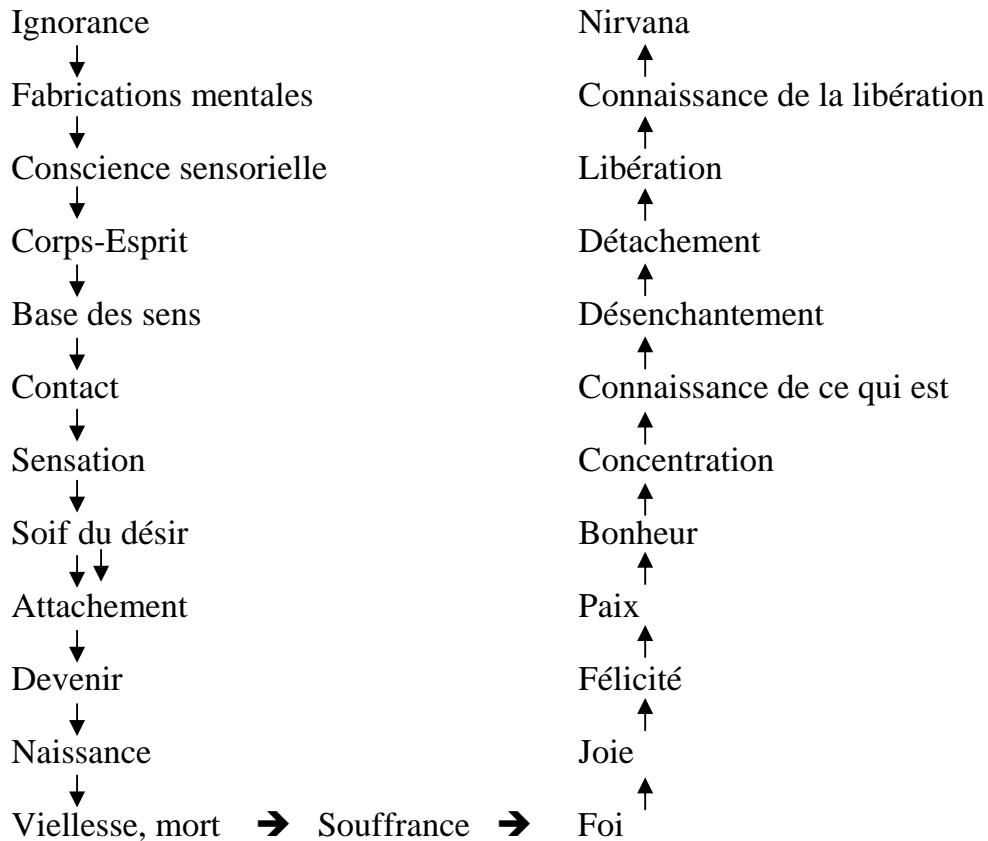 Ignorance Nirvana
Fabrications mentales Connaissance de la libération
Conscience sensorielle Libération
Corps-Esprit Détachement
Base des sens Désenchantement
Contact Connaissance de ce qui est
Sensation Concentration
Soif du désir Bonheur
Attachement Paix
Devenir Félicité
Naissance Joie
Viellesse, mort ➔ Souffrance ➔ Foi